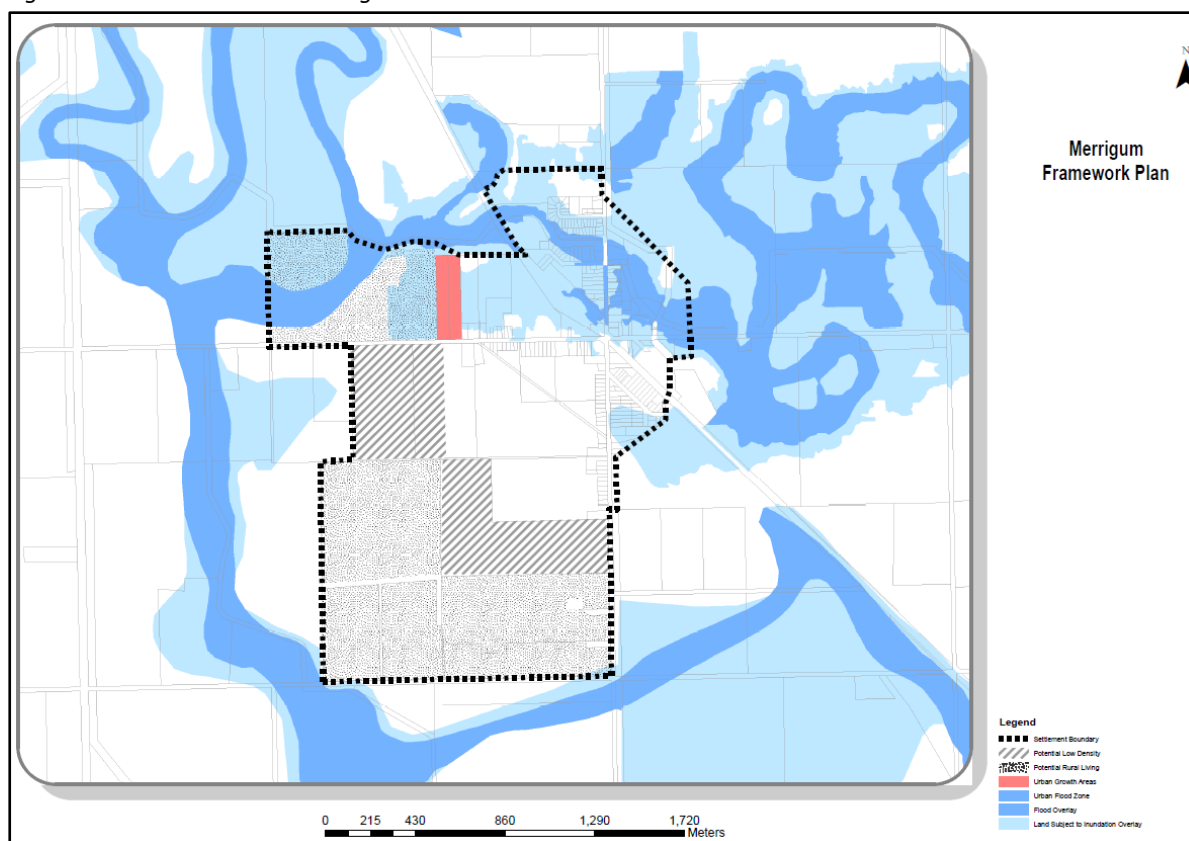 N
Merrigum
Framework Plan
Legend
Settlement Boundary
Potential Low Density
Potential Rural Living
Urban Growth Areas
Urban Flood Zone
Flood Overlay
Land Subject to Inundation Overlay
0 215 430 860 1,290 1,720
Meters